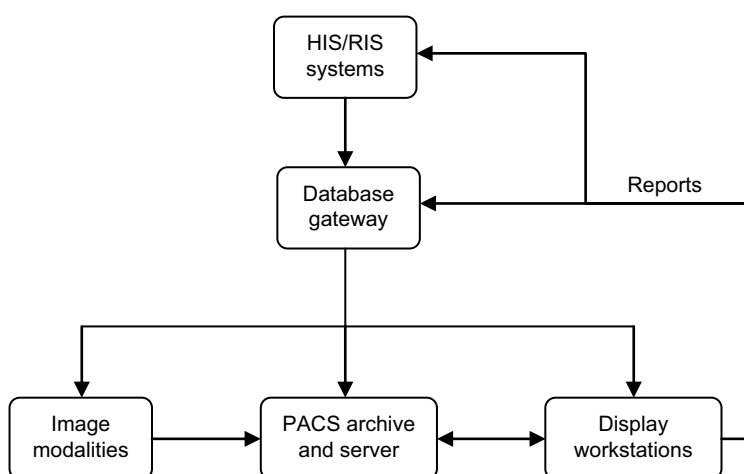 HIS/RIS
systems
Database
gateway
Reports
Image
modalities
PACS archive
and server
Display
workstations